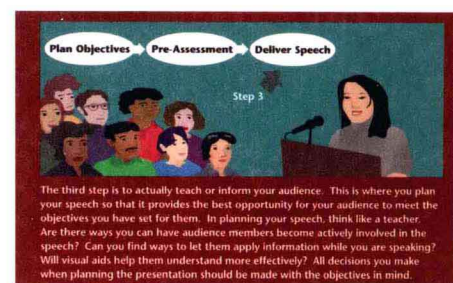 Plan Objectives Pre-Assessment Deliver Speech
Step 3
The third step is to actually teach or inform your audience. This is where you plan
your speech so that it provides the best opportunity for your audience to meet the
objectives you have set for them. In planning your speech, think like a teacher.
Are there ways you can have audience members become actively involved in the
speech? Can you find ways to let them apply information while you are speaking?
Will visual aids help them understand more effectively? All decisions you make
when planning the presentation should be made with the objectives in mind.